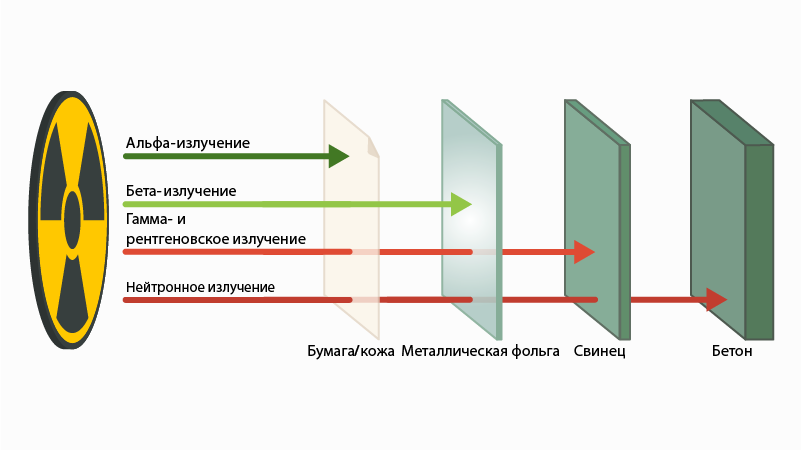 Альфа-излучение
Бета-излучение
Гамма- и
рентгеновское излучение
Нейтронное излучение
Бумага/кожа Металлическая фольга Свинец Бетон